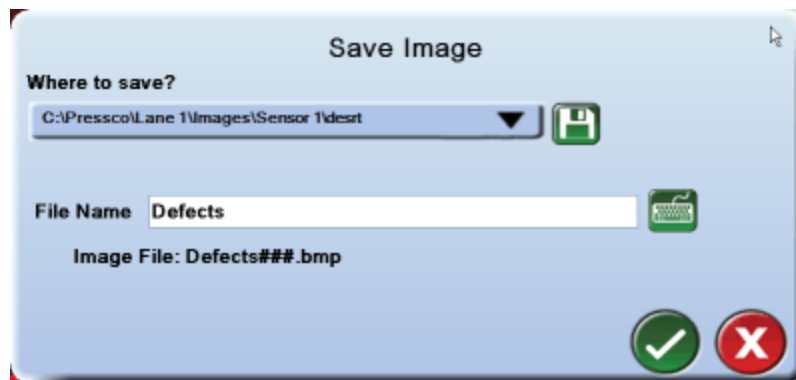 Save Image
Where to save?
C:\Pressco\Lane 1\Images\Sensor 1\desrt
File Name Defects
Image File: Defects###.bmp